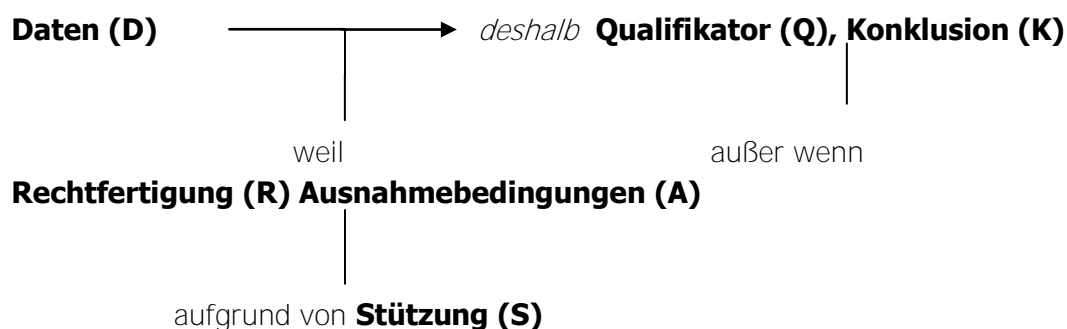 Daten (D) deshalb Qualifikator (Q), Konklusion (K)
weil außer wenn
Rechtfertigung (R) Ausnahmebedingungen (A)
aufgrund von Stützung (S)